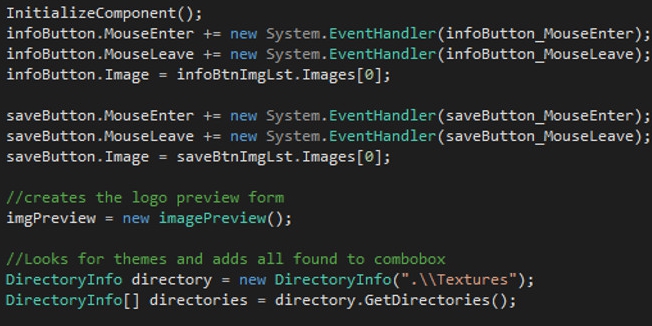 InitializeComponent();
infoButton.MouseEnter += new System.EventHandler(infoButton_MouseEnter);
infoButton.MouseLeave += new System.EventHandler(infoButton_MouseLeave);
infoButton.Image = infoBtnImgLst.Images[0];
saveButton.MouseEnter += new System.EventHandler(saveButton_MouseEnter);
saveButton.MouseLeave += new System.EventHandler(saveButton_MouseLeave);
saveButton.Image = saveBtnImgLst.Images[0];
//creates the logo preview form
imgPreview = new imagePreview();
//Looks for themes and adds all found to combobox
DirectoryInfo directory = new DirectoryInfo(".\\Textures");
DirectoryInfo[] directories = directory.GetDirectories();